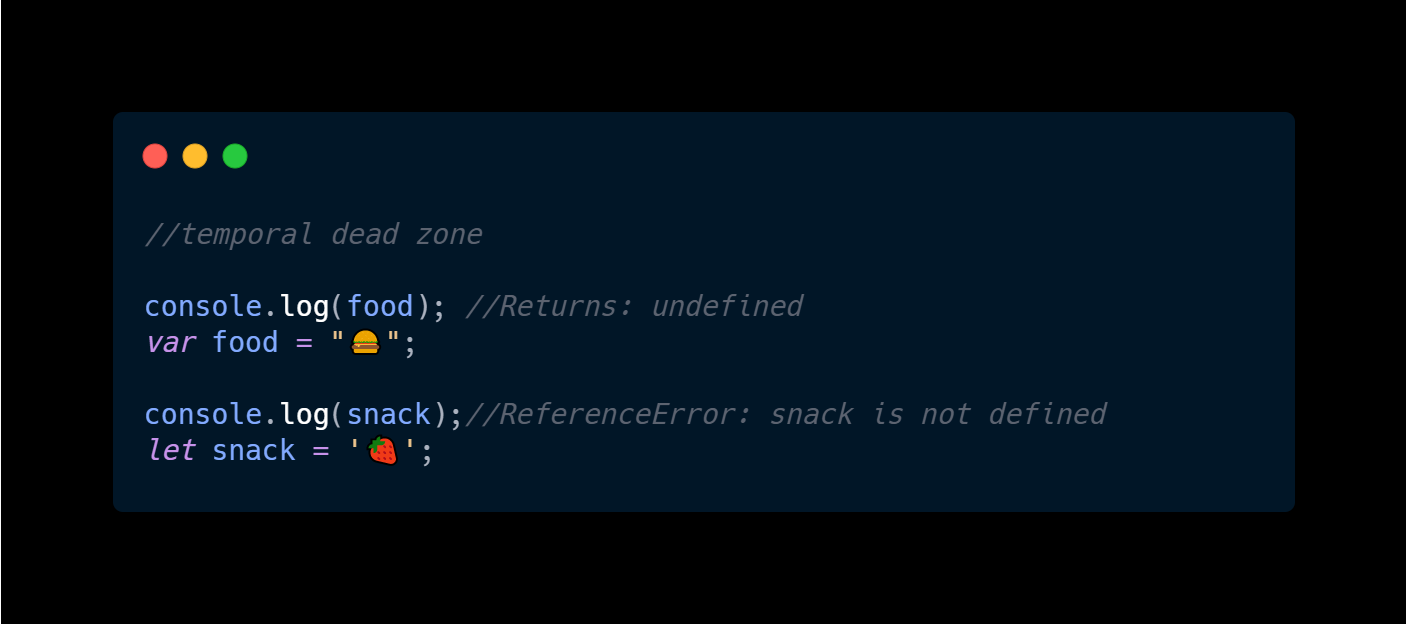 //temporal dead zone
console.log(food); //Returns: undefined
var food = "🍔";
console.log(snack);//ReferenceError: snack is not defined
let snack = '🍓';